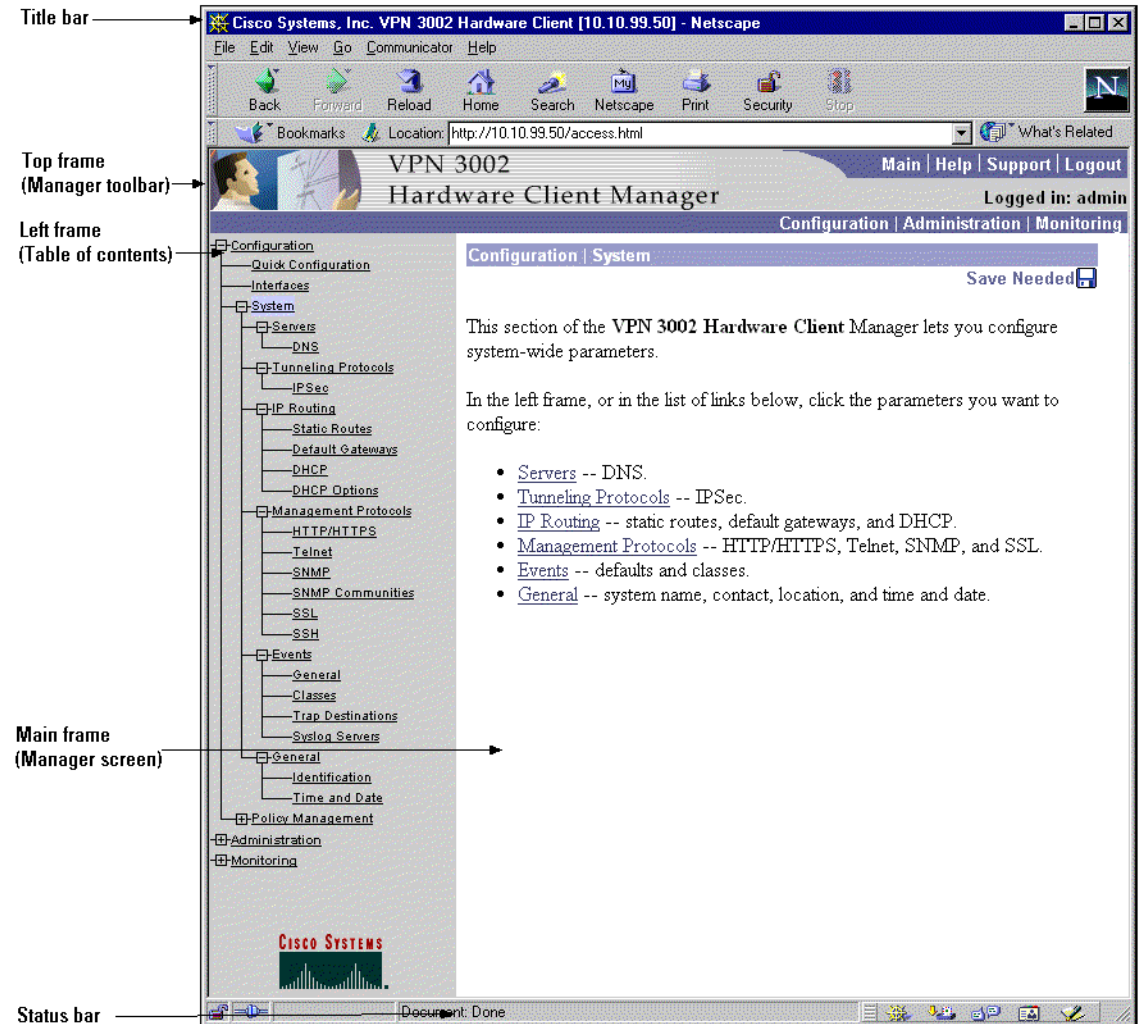 Title bar
Cisco Systems, Inc. VPN 3002 Hardware Client [10.10.99.50] - Netscape
File Edit View Go Communicator Help
My
N
Back Forward Reload Home Search Netscape Print Security Stop
Bookmarks Location: http://10.10.99.50/access.html What's Related
Top frame
(Manager toolbar)
VPN 3002
Hardware Client Manager
Main | Help | Support | Logout
Logged in: admin
Configuration | Administration | Monitoring
Left frame
(Table of contents)
Configuration
Quick Configuration
Interfaces
System
Servers
DNS
Tunneling Protocols
IPSec
IP Routing
Static Routes
Default Gateways
DHCP
DHCP Options
Management Protocols
HTTP/HTTPS
Telnet
SNMP
SNMP Communities
SSL
SSH
Events
General
Classes
Trap Destinations
Syslog Servers
General
Identification
Time and Date
Policy Management
Administration
Monitoring
CISCO SYSTEMS
Configuration | System
Save Needed
This section of the VPN 3002 Hardware Client Manager lets you configure
system-wide parameters.
In the left frame, or in the list of links below, click the parameters you want to
configure:
• Servers -- DNS.
• Tunneling Protocols -- IPSec.
• IP Routing -- static routes, default gateways, and DHCP.
• Management Protocols -- HTTP/HTTPS, Telnet, SNMP, and SSL.
• Events -- defaults and classes.
• General -- system name, contact, location, and time and date.
Main frame
(Manager screen)
Status bar
Document: Done